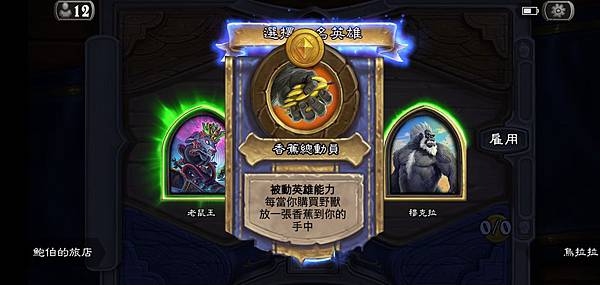 12
選擇一名英雄
香蕉總動員
被動英雄能力
每當你購買野獸
放一張香蕉到你的
手中
老鼠王
穆克拉
雇用
0/0
鮑伯的旅店
烏拉拉